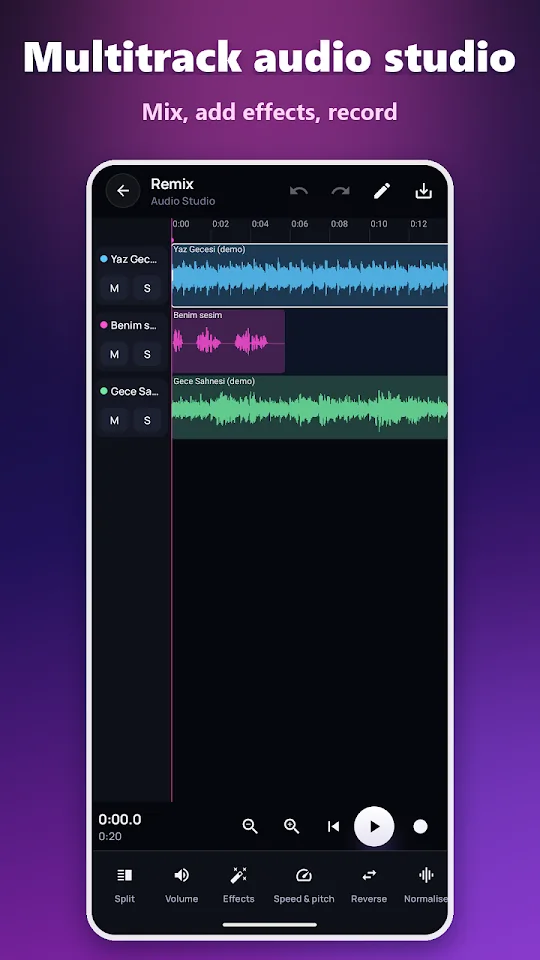 Multitrack audio studio
Mix, add effects, record
Remix
Audio Studio
0:00 0:02 0:04 0:06 0:08 0:10 0:12
Yaz Gecesi (demo)
Yaz Gec...
M S
Benim sesim
Benim s...
M S
Gece Sahnesi (demo)
Gece Sa...
M S
0:00.0
0:20
Split Volume Effects Speed & pitch Reverse Normalise